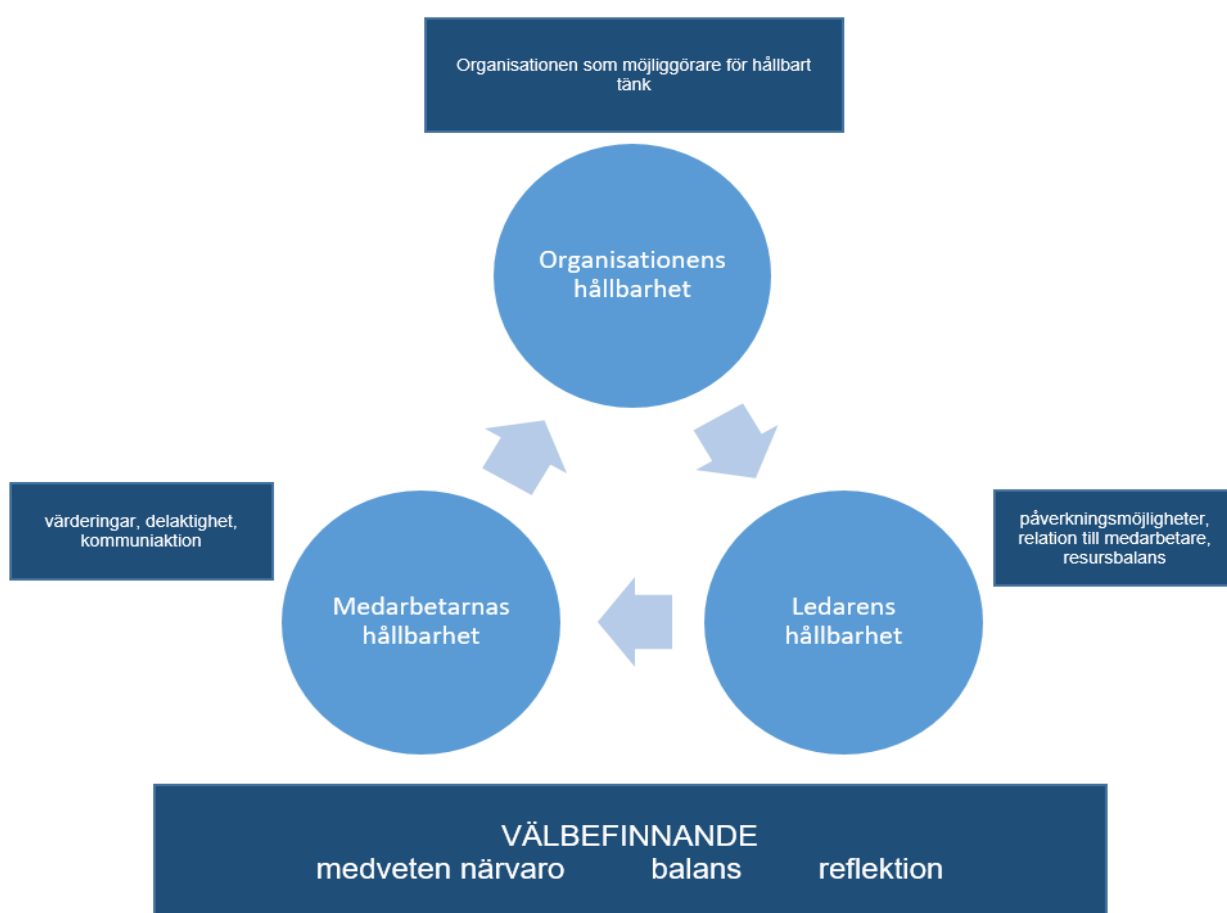 Organisationen som möjliggörare för hållbart
tänk
Organisationens
hållbarhet
värderingar, delaktighet,
kommuniaktion
påverkningsmöjligheter,
relation till medarbetare,
resursbalans
Medarbetarnas
hållbarhet
Ledarens
hållbarhet
VÄLBEFINNANDE
medveten närvaro balans reflektion